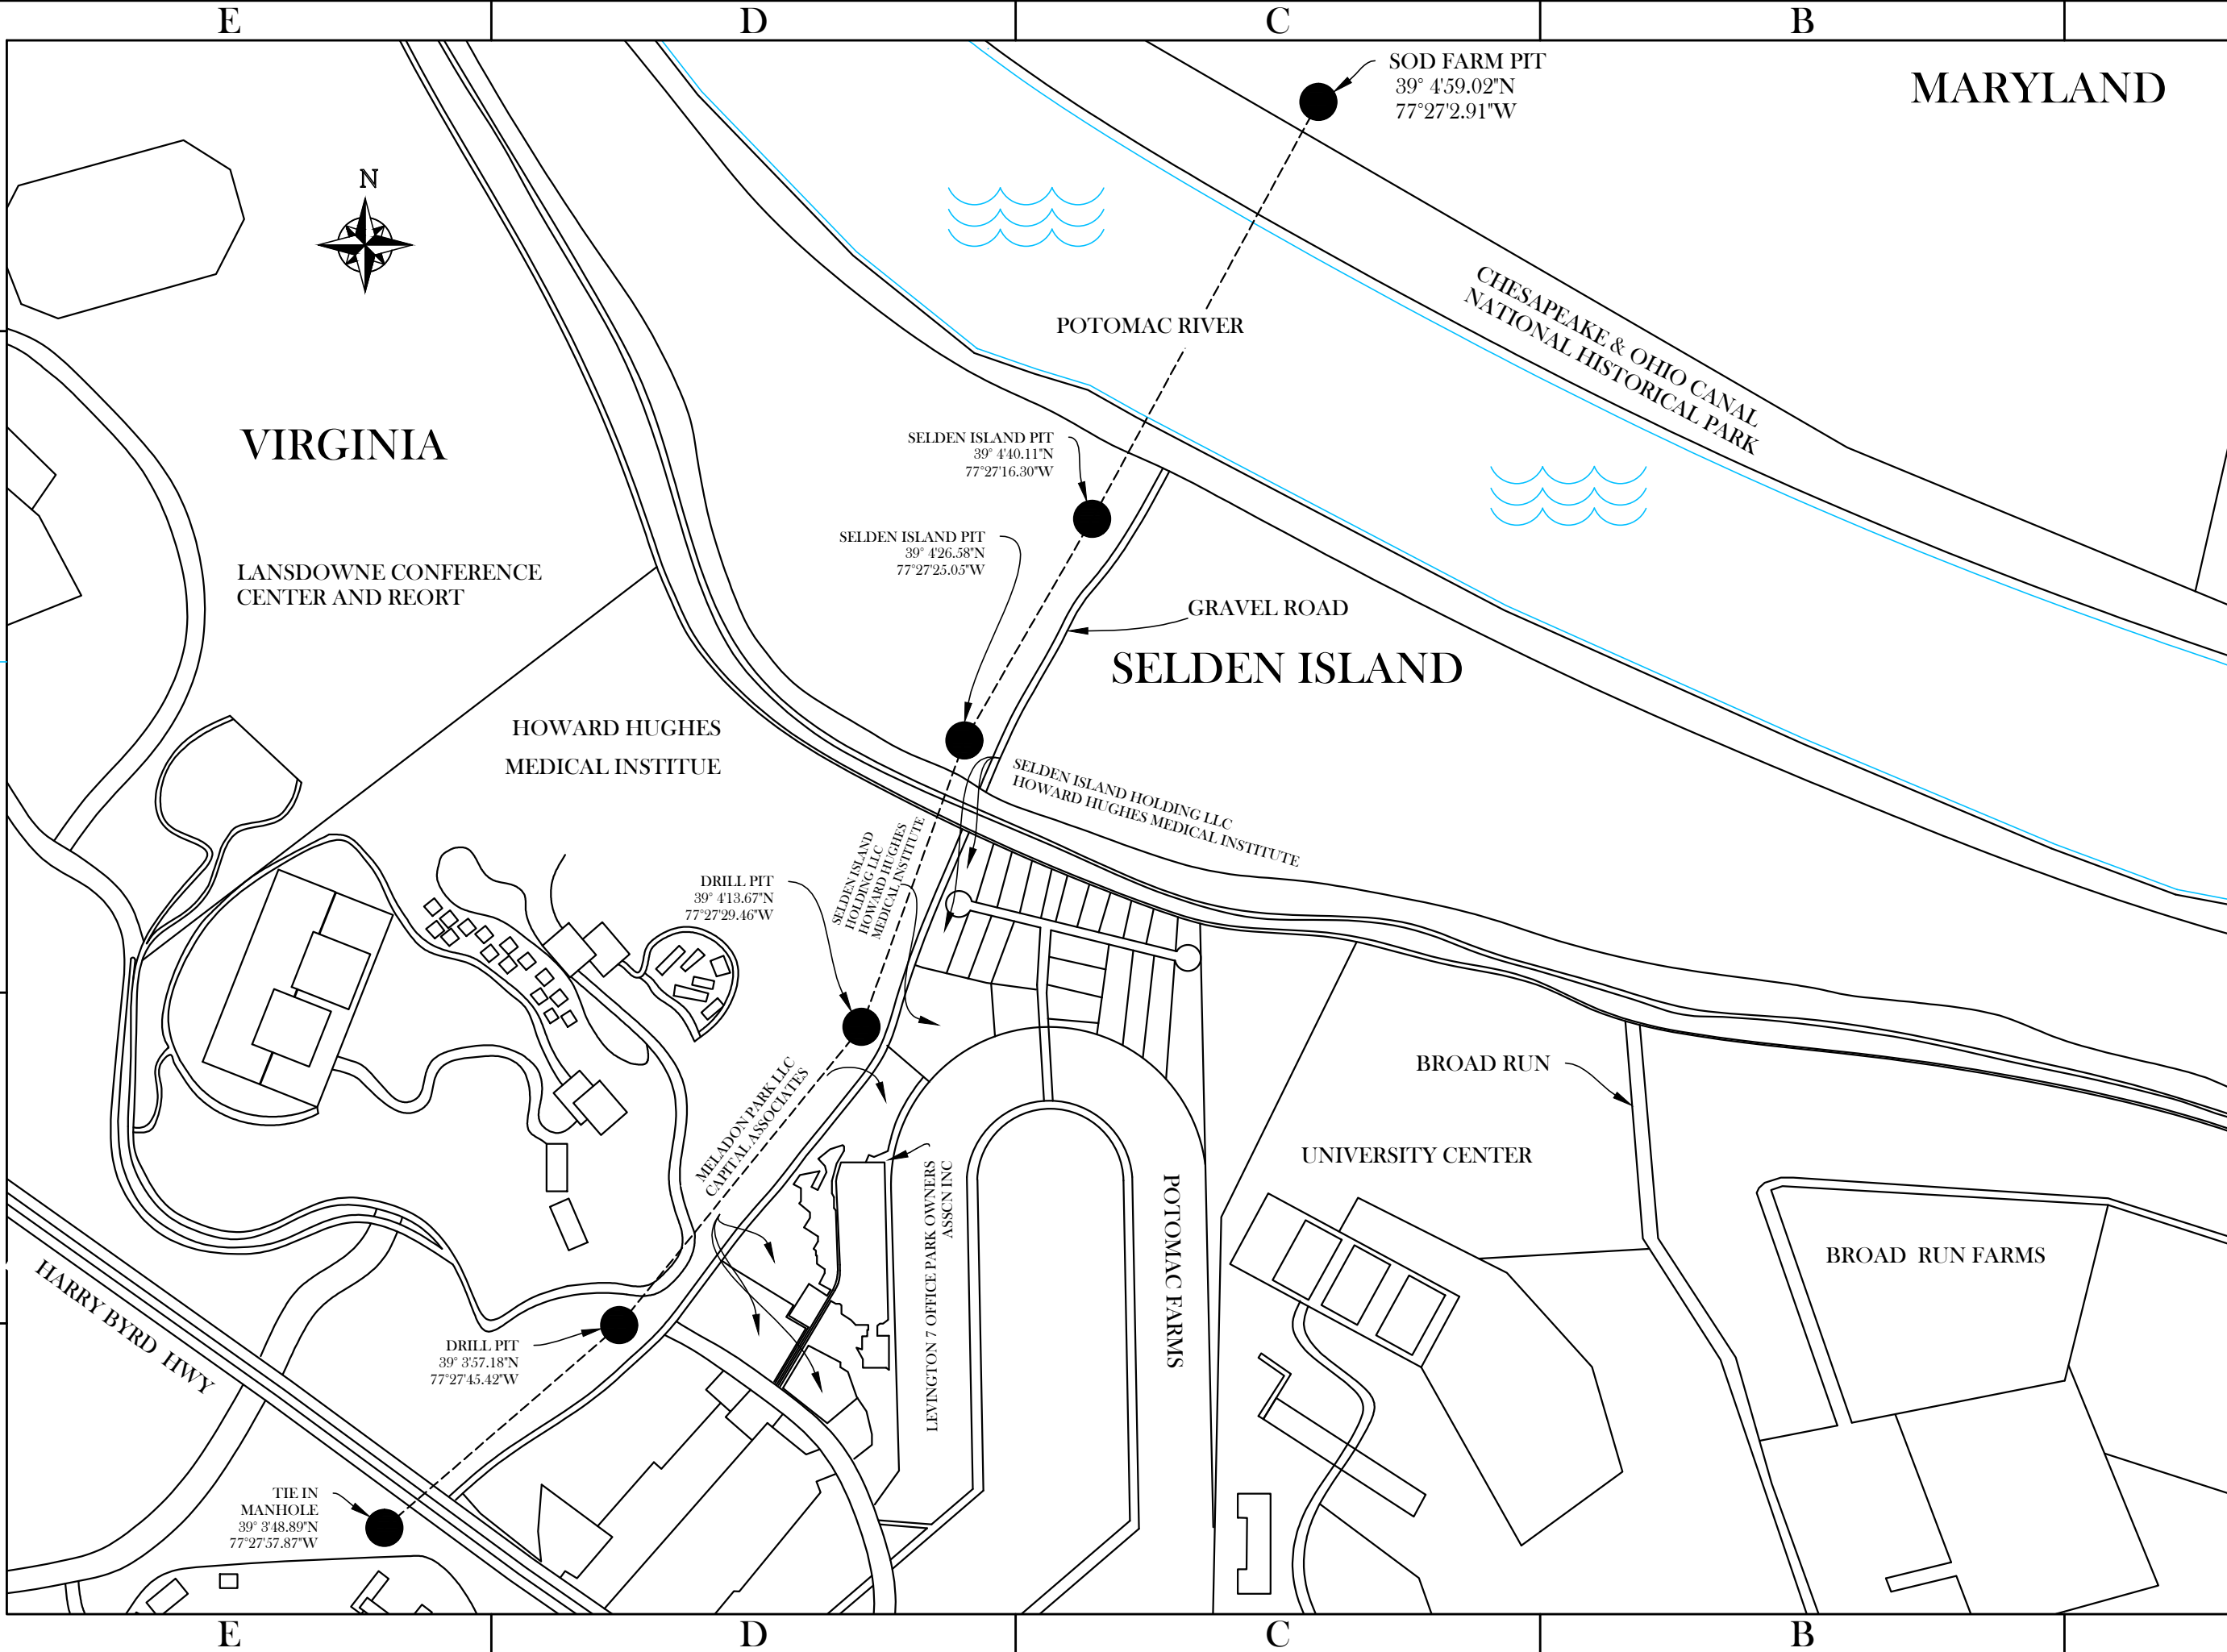 E
D
C
B
SOD FARM PIT
39° 4'59.02"N
77°27'2.91"W
MARYLAND
N
POTOMAC RIVER
CHESAPEAKE & OHIO CANAL
NATIONAL HISTORICAL PARK
VIRGINIA
SELDEN ISLAND PIT
39° 4'40.11"N
77°27'16.30"W
SELDEN ISLAND PIT
39° 4'26.58"N
77°27'25.05"W
LANSDOWNE CONFERENCE
CENTER AND REORT
GRAVEL ROAD
SELDEN ISLAND
HOWARD HUGHES
MEDICAL INSTITUE
SELDEN ISLAND HOLDING LLC
HOWARD HUGHES MEDICAL INSTITUTE
SELDEN ISLAND
HOLDING LLC
HOWARD HUGHES
MEDICAL INSTITUTE
DRILL PIT
39° 4'13.67"N
77°27'29.46"W
MELADON PARK LLC
CAPITAL ASSOCIATES
BROAD RUN
UNIVERSITY CENTER
LEVINGTON 7 OFFICE PARK OWNERS
ASSCN INC
POTOMAC FARMS
BROAD RUN FARMS
HARRY BYRD HWY
DRILL PIT
39° 3'57.18"N
77°27'45.42"W
TIE IN
MANHOLE
39° 3'48.89"N
77°27'57.87"W
E
D
C
B